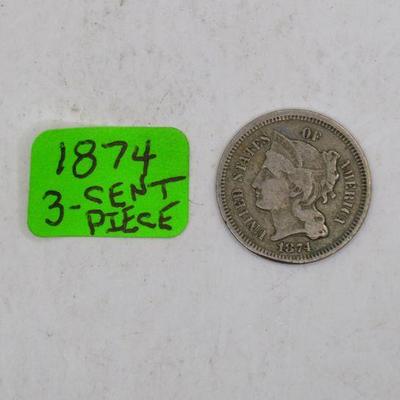 1874
3-CENT
PIECE
UNITED STATES OF AMERICA
1874